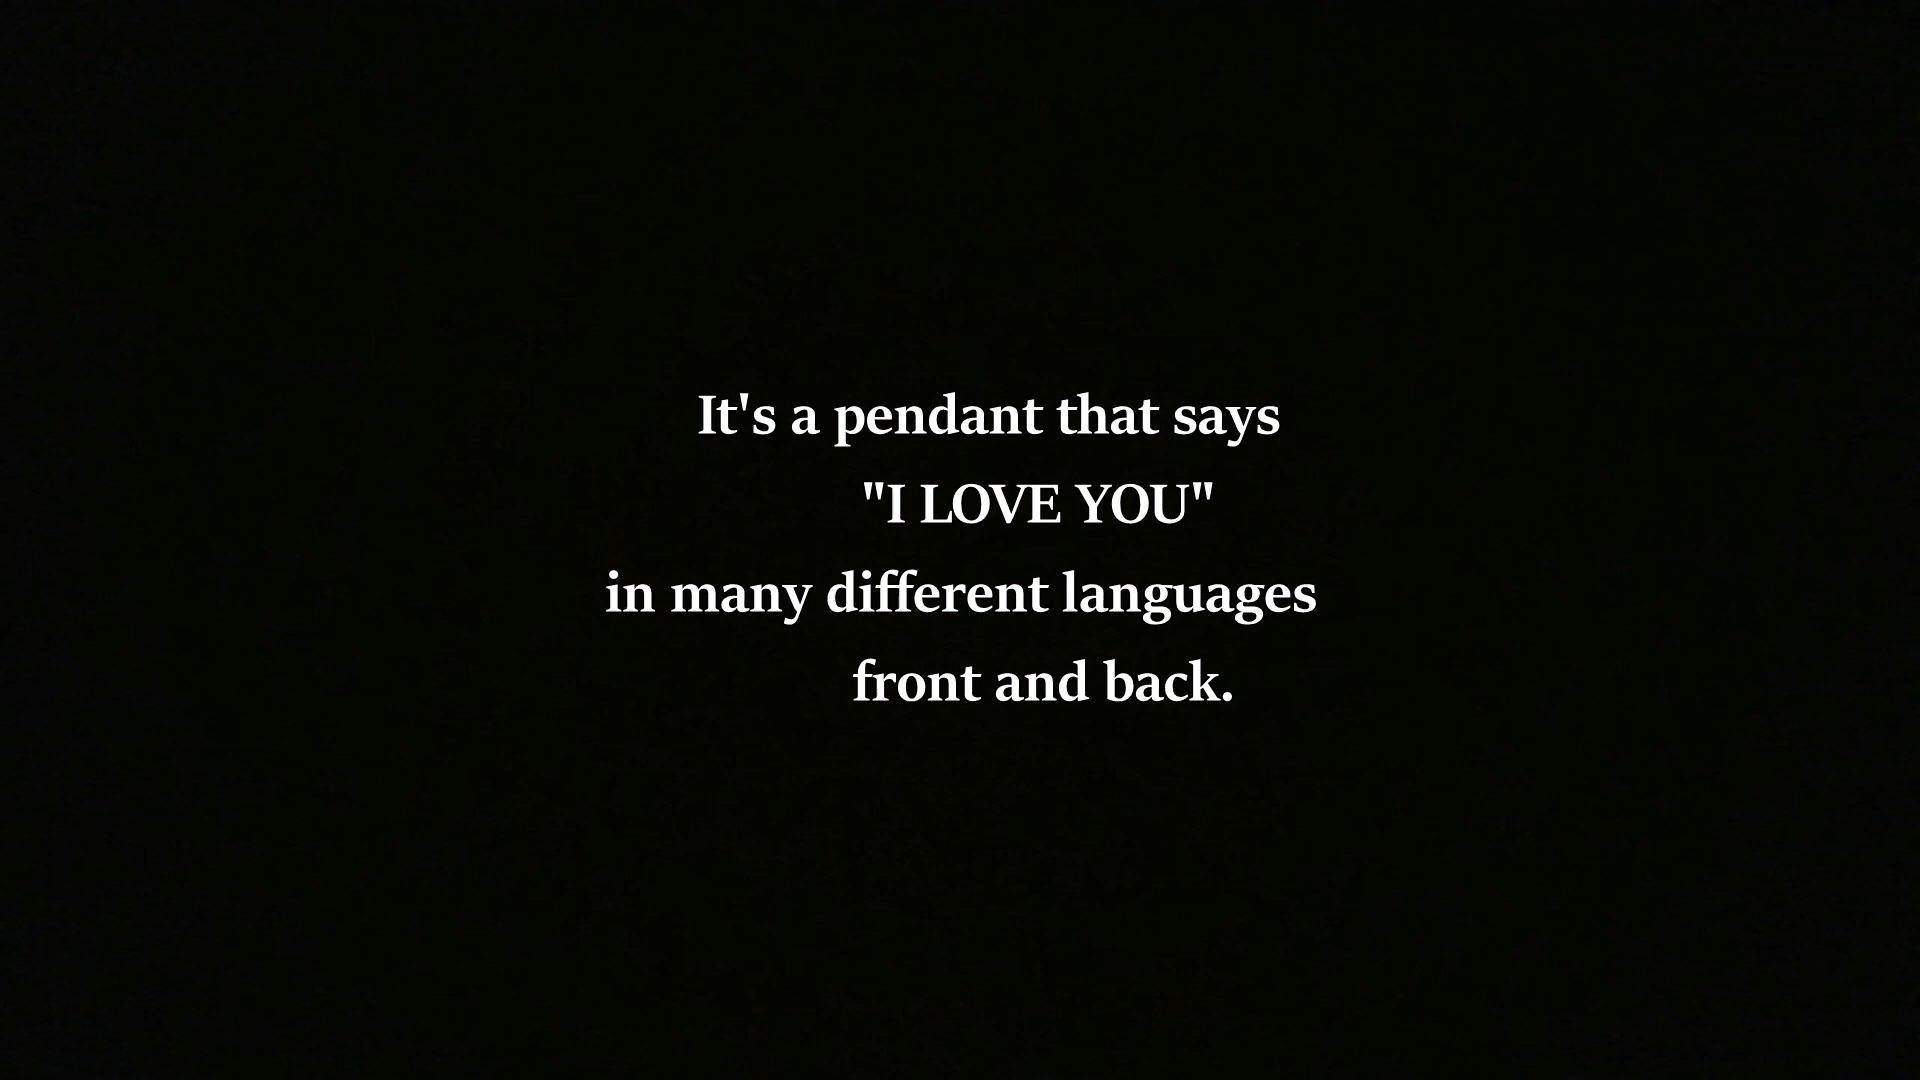 It's a pendant that says
"I LOVE YOU"
in many different languages
front and back.